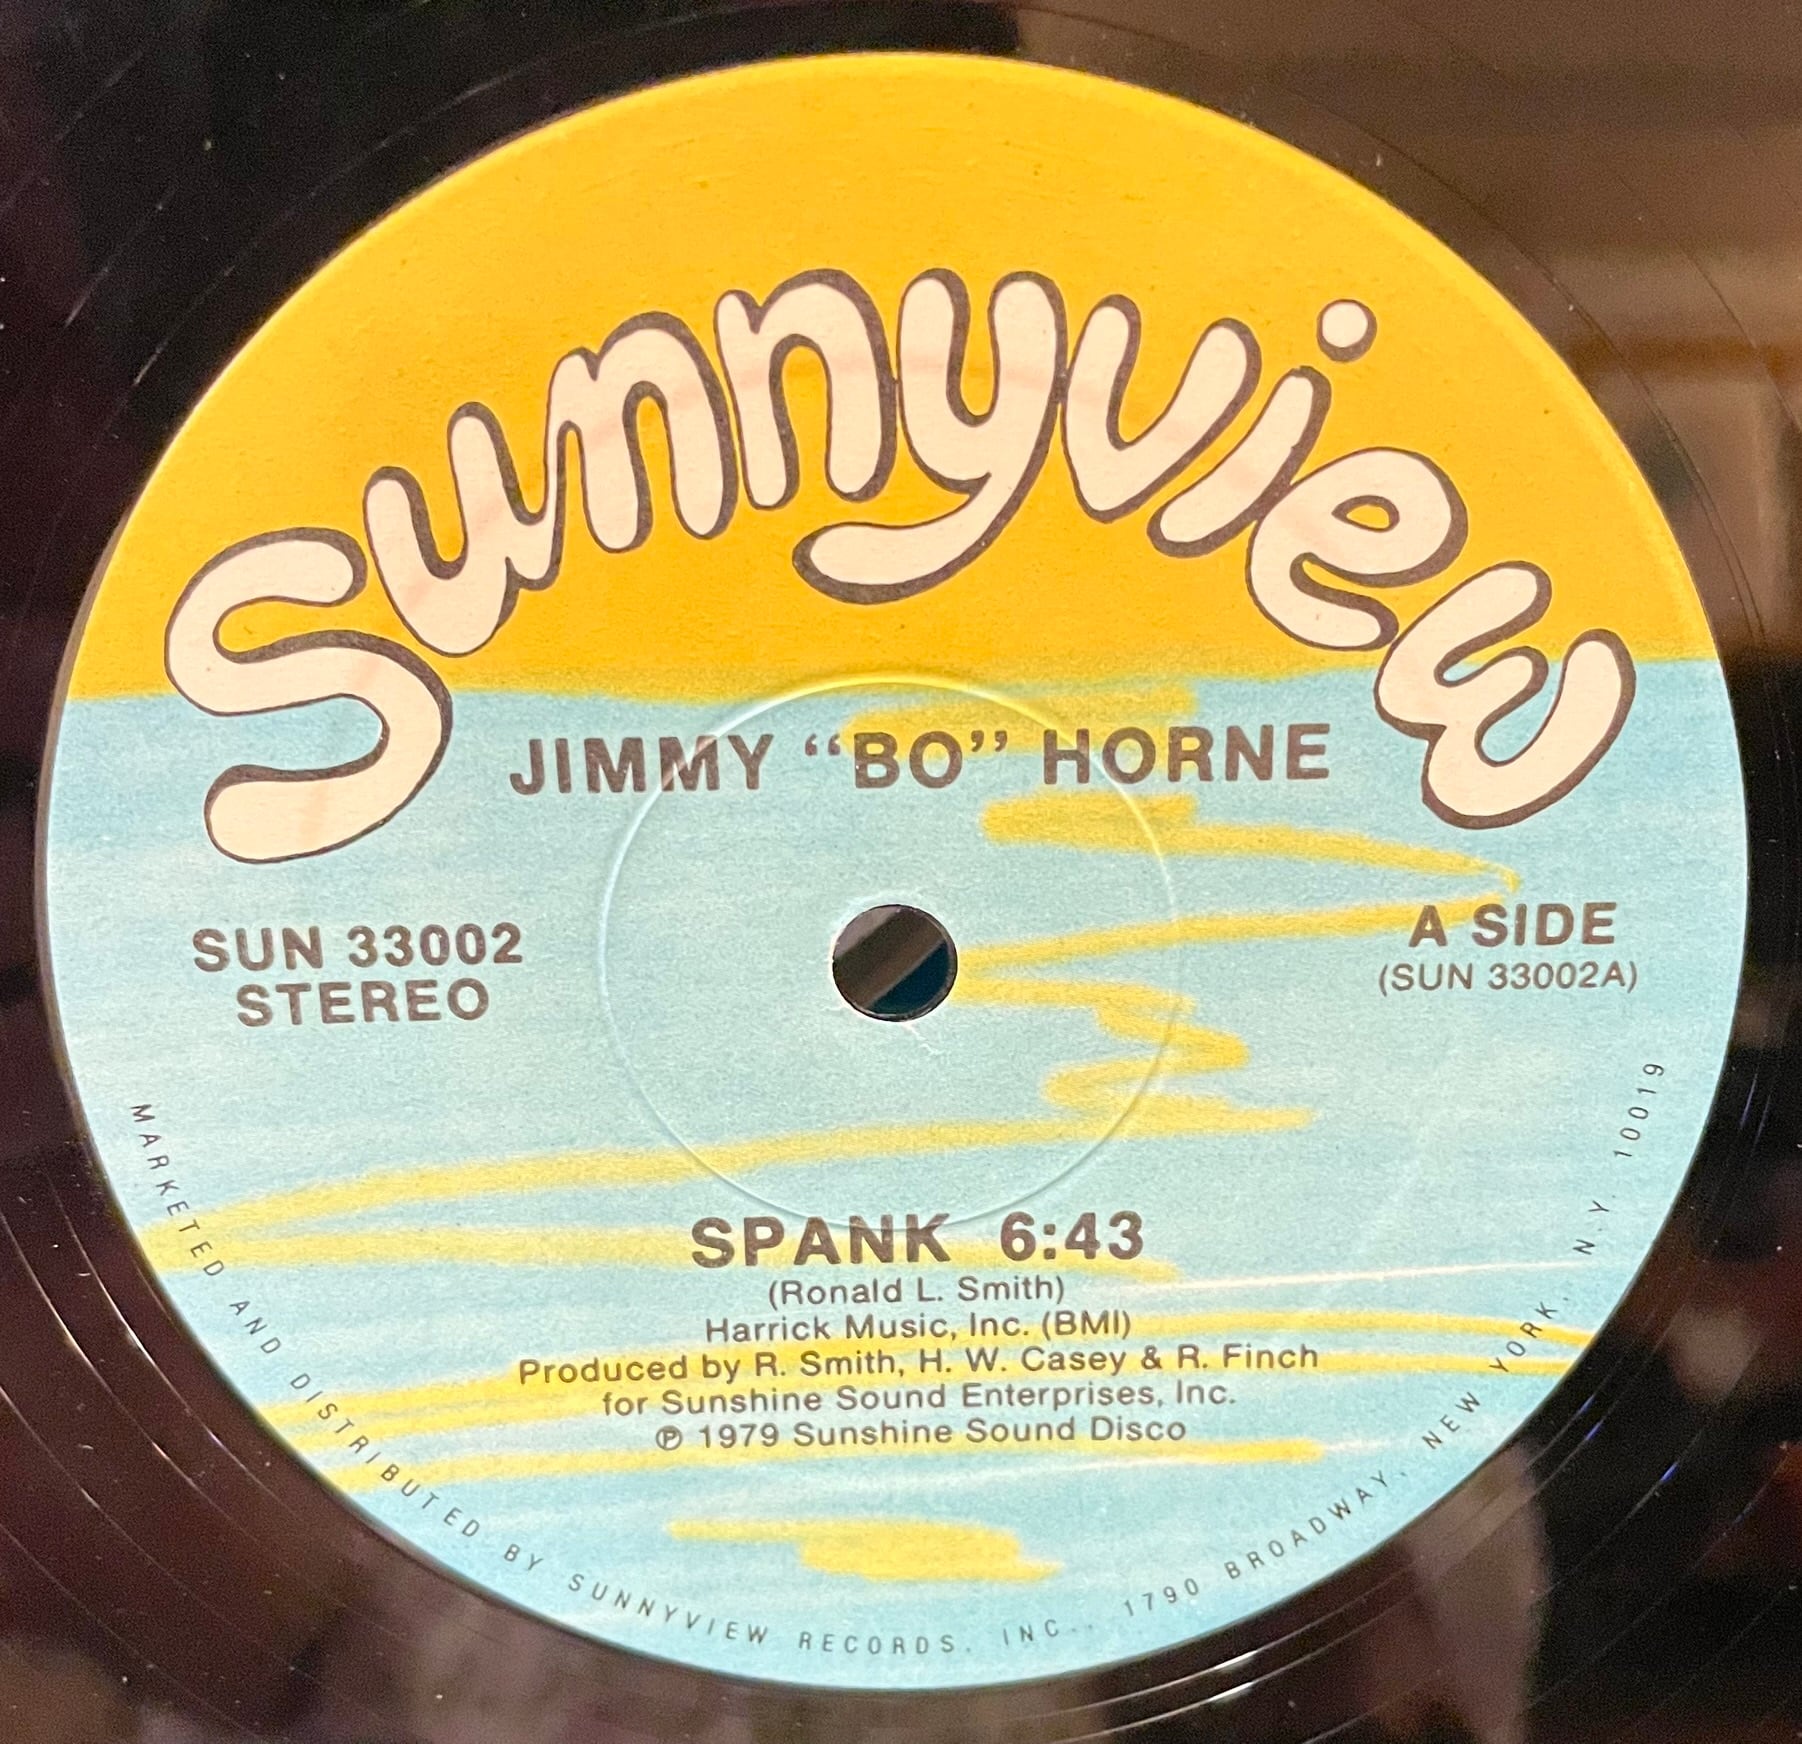 Sunnyview
JIMMY “BO” HORNE
SUN 33002
STEREO
A SIDE
(SUN 33002A)
SPANK 6:43
(Ronald L. Smith)
Harrick Music, Inc. (BMI)
Produced by R. Smith, H. W. Casey & R. Finch
for Sunshine Sound Enterprises, Inc.
℗ 1979 Sunshine Sound Disco
MARKETED AND DISTRIBUTED BY SUNNYVIEW RECORDS, INC., 1790 BROADWAY, NEW YORK, N.Y. 10019